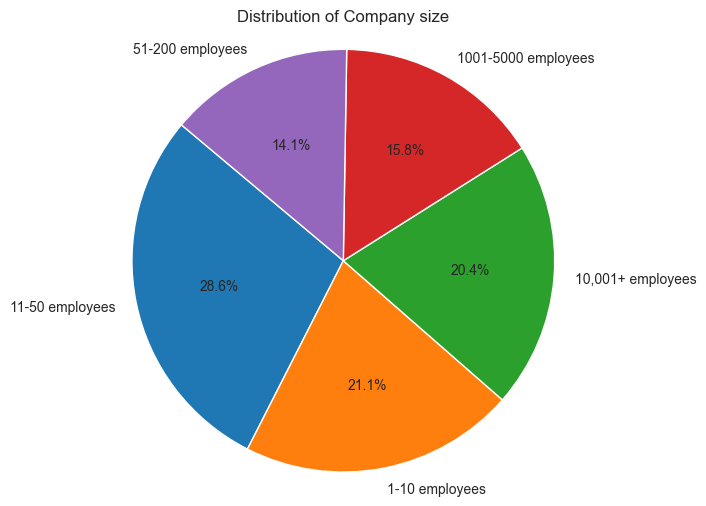 Distribution of Company size
51-200 employees
1001-5000 employees
14.1%
15.8%
20.4%
10,001+ employees
28.6%
11-50 employees
21.1%
1-10 employees